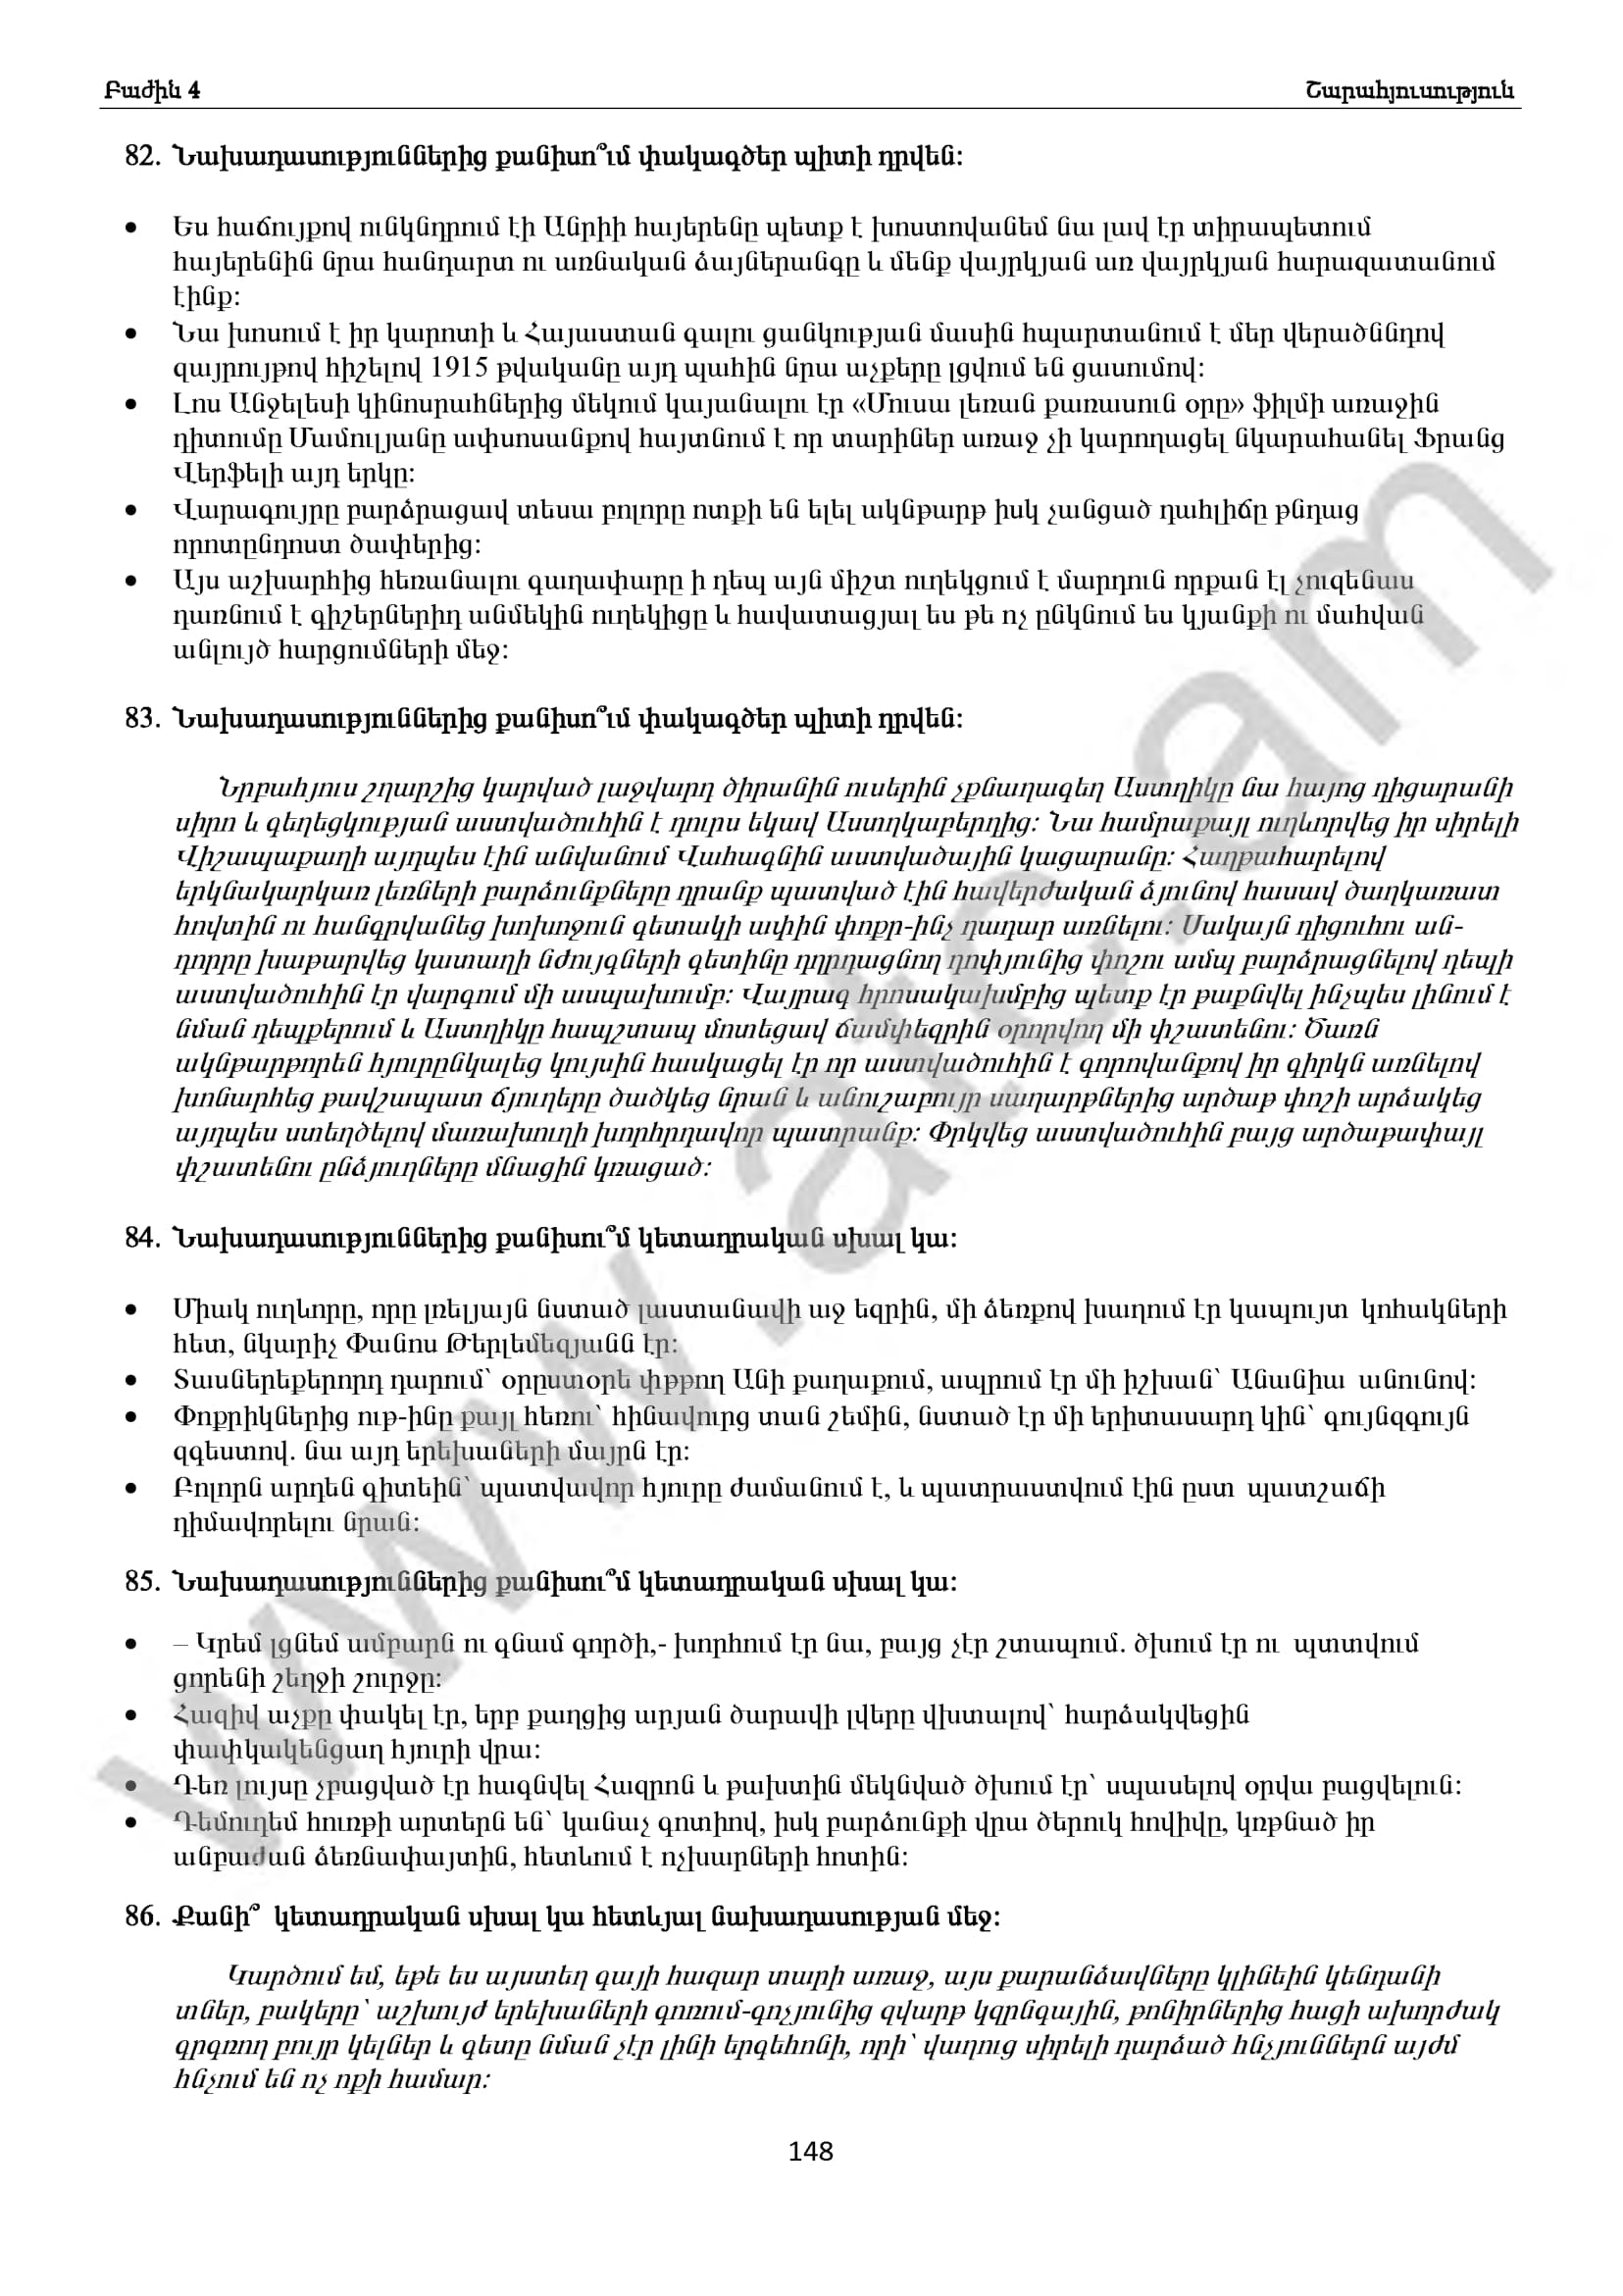 Բաժին 4
Շարահյուսություն
82. Նախադասություններից քանիսո՞ւմ փակագծեր պիտի դրվեն:
• Ես հաճույքով ունկնդրում էի Անրիի հայերենը պետք է խոստովանեմ նա լավ էր տիրապետում
հայերենին նրա հանդարտ ու առնական ձայներանգը և մենք վայրկյան առ վայրկյան հարազատանում
էինք:
• Նա խոսում է իր կարոտի և Հայաստան գալու ցանկության մասին հպարտանում է մեր վերածննդով
զայրույթով հիշելով 1915 թվականը այդ պահին նրա աչքերը լցվում են ցասումով:
• Լոս Անջելեսի կինոսրահներից մեկում կայանալու էր «Մուսա լեռան քառասուն օրը» ֆիլմի առաջին
դիտումը Մամուլյանը ափսոսանքով հայտնում է որ տարիներ առաջ չի կարողացել նկարահանել Ֆրանց
Վերֆելի այդ երկը:
• Վարագույրը բարձրացավ տեսա բոլորը ոտքի են ելել ակնթարթ իսկ չանցած դահլիճը թնդաց
որոտընդոստ ծափերից:
• Այս աշխարհից հեռանալու գաղափարը ի դեպ այն միշտ ուղեկցում է մարդուն որքան էլ չուզենաս
դառնում է գիշերներիդ անմեկին ուղեկիցը և հավատացյալ ես թե ոչ ընկնում ես կյանքի ու մահվան
անլույծ հարցումների մեջ:
83. Նախադասություններից քանիսո՞ւմ փակագծեր պիտի դրվեն:
Նրբահյուս շղարշից կարված լաջվարդ ծիրանին ուսերին չքնաղագեղ Աստղիկը նա հայոց դիցարանի
սիրո և գեղեցկության աստվածուհին է դուրս եկավ Աստղկաբերդից: Նա համրաքայլ ուղևորվեց իր սիրելի
Վիշապաքաղի այդպես էին անվանում Վահագնին աստվածային կացարանը: Հաղթահարելով
երկնակարկառ լեռների բարձունքները դրանք պատված էին հավերժական ձյունով հասավ ծաղկառատ
հովտին ու հանգրվանեց խոխոջուն գետակի ափին փոքր-ինչ դադար առնելու: Սակայն դիցուհու ան-
դորրը խաթարվեց կատաղի նժույգների գետինը դղրդացնող դոփյունից փոշու ամպ բարձրացնելով դեպի
աստվածուհին էր վարգում մի ասպախումբ: Վայրագ հրոսակախմբից պետք էր թաքնվել ինչպես լինում է
նման դեպքերում և Աստղիկը հապշտապ մոտեցավ ճամփեզրին օրորվող մի փշատենու: Ծառն
ակնթարթորեն հյուրընկալեց կույսին հասկացել էր որ աստվածուհին է գորովանքով իր գիրկն առնելով
խոնարհեց թավշապատ ճյուղերը ծածկեց նրան և անուշաբույր սաղարթներից արծաթ փոշի արձակեց
այդպես ստեղծելով մառախուղի խորհրդավոր պատրանք: Փրկվեց աստվածուհին բայց արծաթափայլ
փշատենու ընձյուղները մնացին կռացած:
84. Նախադասություններից քանիսու՞մ կետադրական սխալ կա:
• Միակ ուղևորը, որը լռելյայն նստած լաստանավի աջ եզրին, մի ձեռքով խաղում էր կապույտ կոհակների
հետ, նկարիչ Փանոս Թերլեմեզյանն էր:
• Տասներեքերորդ դարում՝ օրըստօրե փթթող Անի քաղաքում, ապրում էր մի իշխան՝ Անանիա անունով:
• Փոքրիկներից ութ-ինը քայլ հեռու՝ հինավուրց տան շեմին, նստած էր մի երիտասարդ կին՝ գույնզգույն
զգեստով. նա այդ երեխաների մայրն էր:
• Բոլորն արդեն գիտեին՝ պատվավոր հյուրը ժամանում է, և պատրաստվում էին ըստ պատշաճի
դիմավորելու նրան:
85. Նախադասություններից քանիսու՞մ կետադրական սխալ կա:
• – Կրեմ լցնեմ ամբարն ու գնամ գործի,- խորհում էր նա, բայց չէր շտապում. ծխում էր ու պտտվում
ցորենի շեղջի շուրջը:
• Հազիվ աչքը փակել էր, երբ քաղցից արյան ծարավի լվերը վխտալով՝ հարձակվեցին
փափկակենցաղ հյուրի վրա:
• Դեռ լույսը չբացված էր հագնվել Հազրոն և թախտին մեկնված ծխում էր՝ սպասելով օրվա բացվելուն:
• Դեմուդեմ հուռթի արտերն են՝ կանաչ գոտիով, իսկ բարձունքի վրա ծերուկ հովիվը, կռթնած իր
անբաժան ձեռնափայտին, հետևում է ոչխարների հոտին:
86. Քանի՞ կետադրական սխալ կա հետևյալ նախադասության մեջ:
Կարծում եմ, եթե ես այստեղ գայի հազար տարի առաջ, այս քարանձավները կլինեին կենդանի
տներ, բակերը՝ աշխույժ երեխաների գոռում-գոչյունից զվարթ կզրնգային, թոնիրներից հացի ախորժակ
գրգռող բույր կելներ և գետը նման չէր լինի երգեհոնի, որի՝ վաղուց սիրելի դարձած հնչյուններն այժմ
հնչում են ոչ ոքի համար:
148
www.atc.am